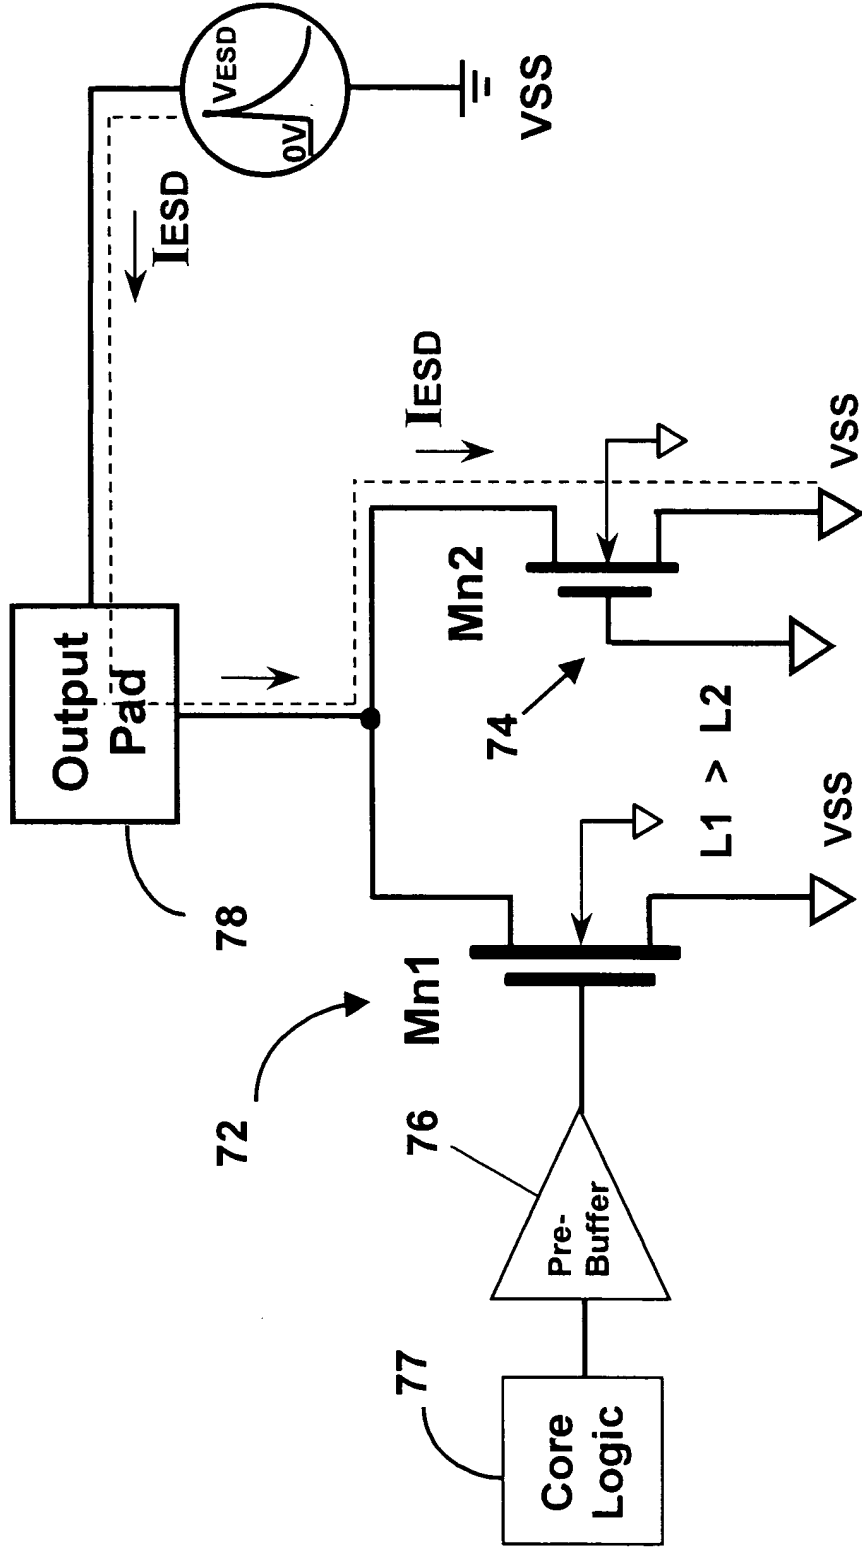 Output
Pad
78
IESD
VESD
0V
VSS
72
Mn1
IESD
Mn2
74
76
L1 > L2
77
Core
Logic
Pre-
Buffer
VSS
VSS